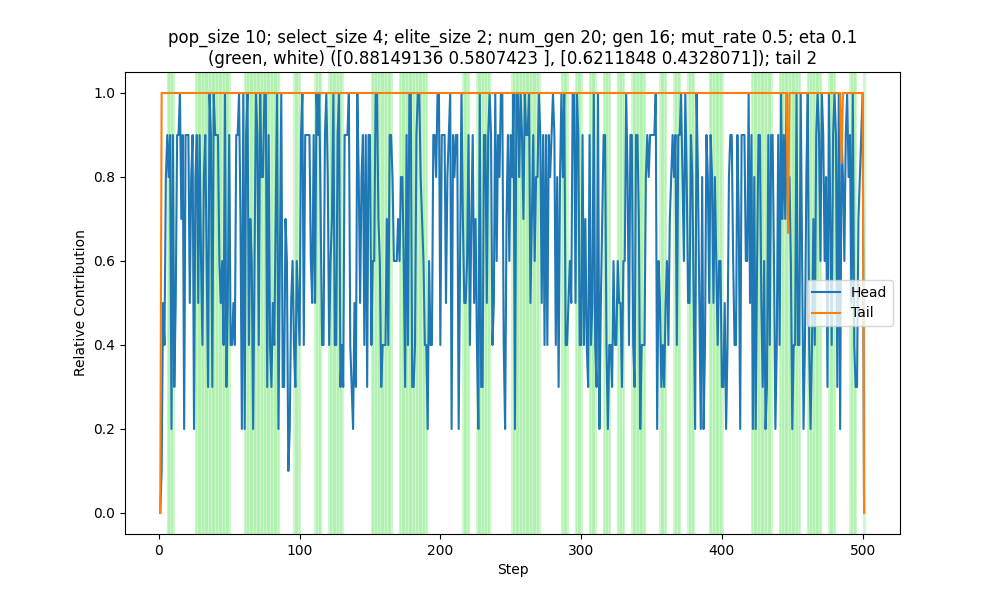 pop_size 10; select_size 4; elite_size 2; num_gen 20; gen 16; mut_rate 0.5; eta 0.1
(green, white) ([0.88149136 0.5807423 ], [0.6211848 0.4328071]); tail 2
1.0
0.8
0.6
0.4
0.2
0.0
Relative Contribution
Head
Tail
0 100 200 300 400 500
Step